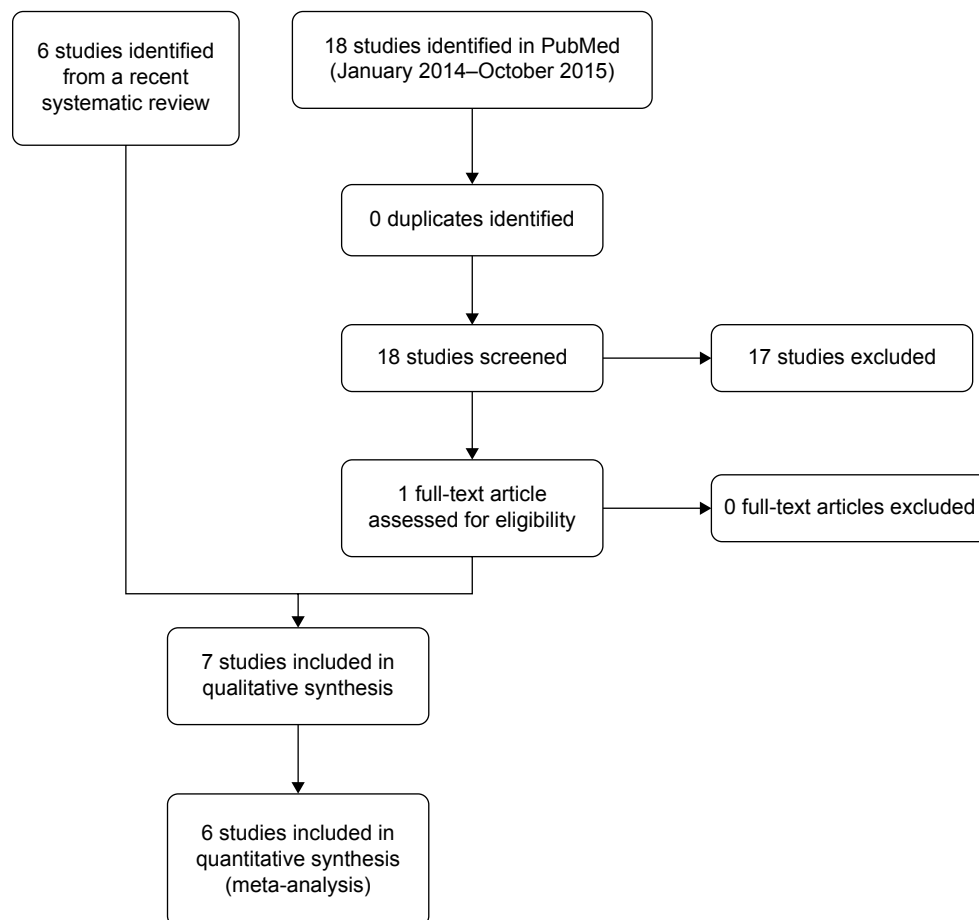 6 studies identified
from a recent
systematic review
18 studies identified in PubMed
(January 2014–October 2015)
0 duplicates identified
18 studies screened
17 studies excluded
1 full-text article
assessed for eligibility
0 full-text articles excluded
7 studies included in
qualitative synthesis
6 studies included in
quantitative synthesis
(meta-analysis)